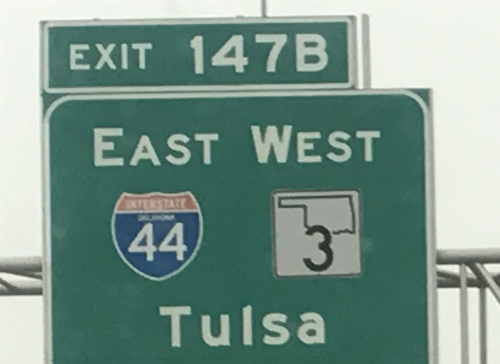 EXIT 147B
EAST WEST
INTERSTATE
OKLAHOMA
44 3
Tulsa